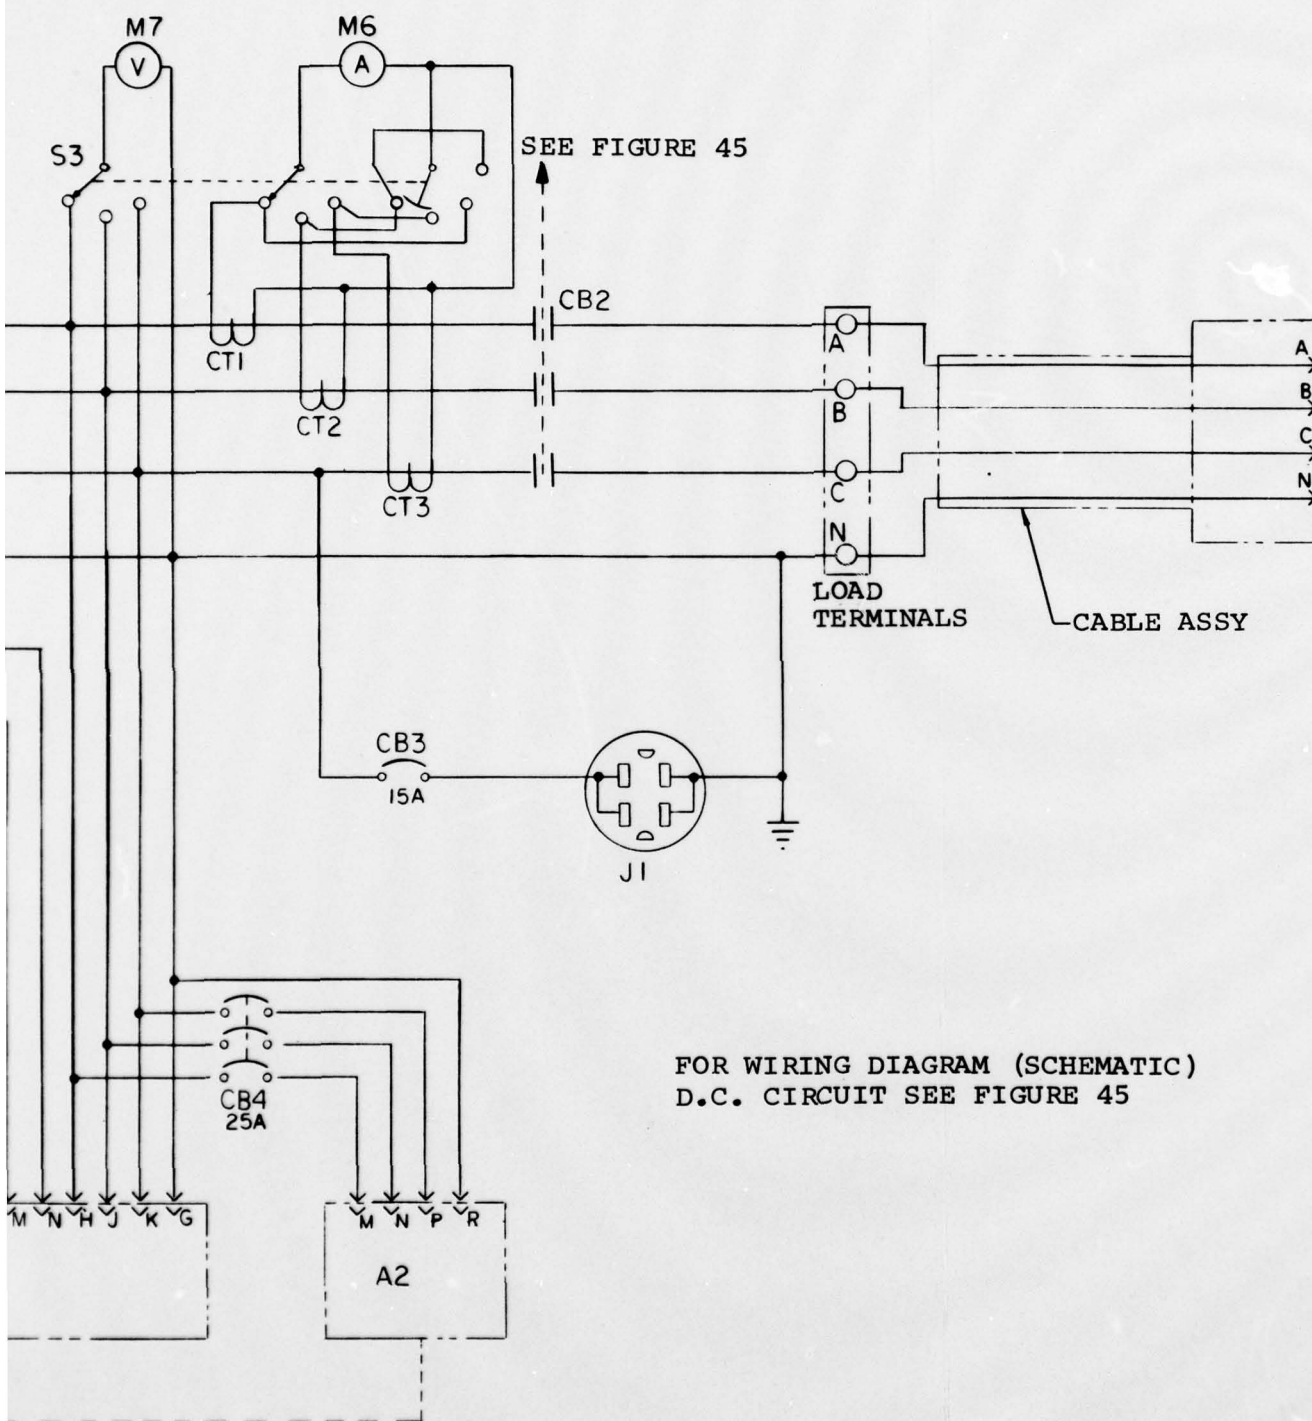 M7
M6
V
A
S3
SEE FIGURE 45
CB2
CT1
CT2
CT3
A
B
C
N
A
B
C
N
LOAD
TERMINALS
CABLE ASSY
CB3
15A
J1
CB4
25A
FOR WIRING DIAGRAM (SCHEMATIC)
D.C. CIRCUIT SEE FIGURE 45
M N H J K G
M N P R
A2